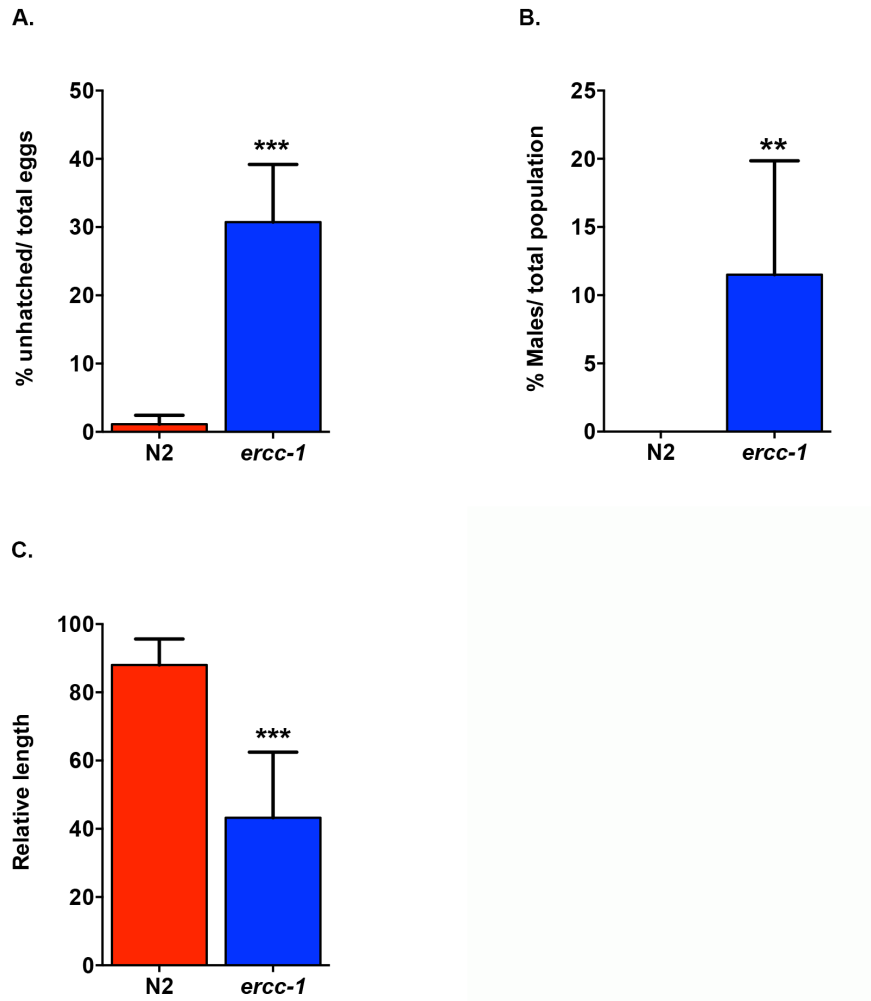 A.
% unhatched/ total eggs
50
40
30
20
10
0
***
N2
ercc-1
B.
% Males/ total population
25
20
15
10
5
0
**
N2
ercc-1
C.
Relative length
100
80
60
40
20
0
***
N2
ercc-1